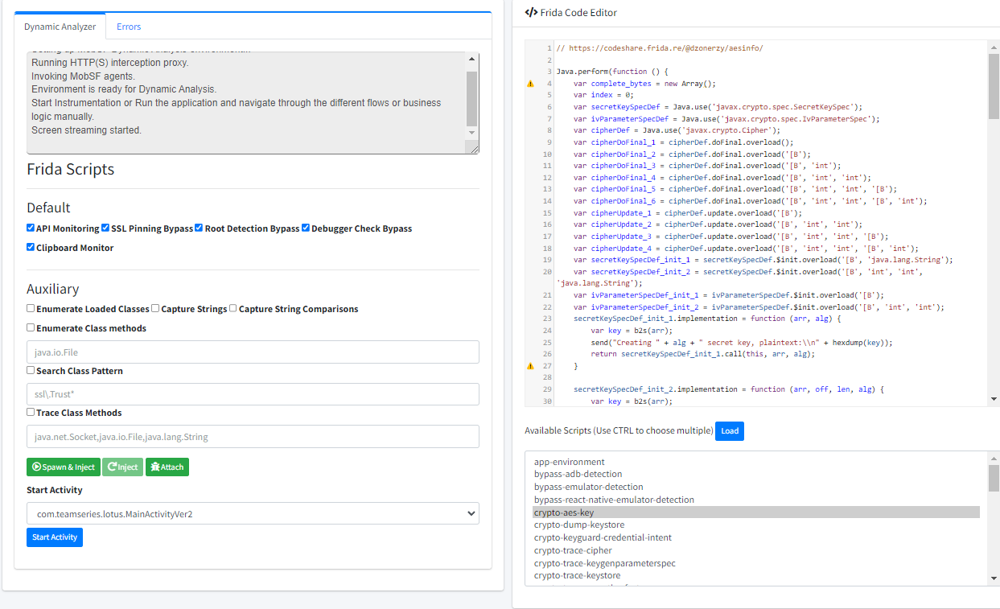 Dynamic Analyzer
Errors
Setting up MobSF Dynamic Analysis environment...
Running HTTP(S) interception proxy.
Invoking MobSF agents.
Environment is ready for Dynamic Analysis.
Start Instrumentation or Run the application and navigate through the different flows or business
logic manually.
Screen streaming started.
Frida Scripts
Default
API Monitoring SSL Pinning Bypass Root Detection Bypass Debugger Check Bypass
Clipboard Monitor
Auxiliary
Enumerate Loaded Classes Capture Strings Capture String Comparisons
Enumerate Class methods
java.io.File
Search Class Pattern
ssl\.Trust*
Trace Class Methods
java.net.Socket,java.io.File,java.lang.String
Spawn & Inject Inject Attach
Start Activity
com.teamseries.lotus.MainActivityVer2
Start Activity
</> Frida Code Editor
1 // https://codeshare.frida.re/@dzonerzy/aesinfo/
2
3 Java.perform(function () {
4 var complete_bytes = new Array();
5 var index = 0;
6 var secretKeySpecDef = Java.use('javax.crypto.spec.SecretKeySpec');
7 var ivParameterSpecDef = Java.use('javax.crypto.spec.IvParameterSpec');
8 var cipherDef = Java.use('javax.crypto.Cipher');
9 var cipherDoFinal_1 = cipherDef.doFinal.overload();
10 var cipherDoFinal_2 = cipherDef.doFinal.overload('[B');
11 var cipherDoFinal_3 = cipherDef.doFinal.overload('[B', 'int');
12 var cipherDoFinal_4 = cipherDef.doFinal.overload('[B', 'int', 'int');
13 var cipherDoFinal_5 = cipherDef.doFinal.overload('[B', 'int', 'int', '[B');
14 var cipherDoFinal_6 = cipherDef.doFinal.overload('[B', 'int', 'int', '[B', 'int');
15 var cipherUpdate_1 = cipherDef.update.overload('[B');
16 var cipherUpdate_2 = cipherDef.update.overload('[B', 'int', 'int');
17 var cipherUpdate_3 = cipherDef.update.overload('[B', 'int', 'int', '[B');
18 var cipherUpdate_4 = cipherDef.update.overload('[B', 'int', 'int', '[B', 'int');
19 var secretKeySpecDef_init_1 = secretKeySpecDef.$init.overload('[B', 'java.lang.String');
20 var secretKeySpecDef_init_2 = secretKeySpecDef.$init.overload('[B', 'int', 'int',
'java.lang.String');
21 var ivParameterSpecDef_init_1 = ivParameterSpecDef.$init.overload('[B');
22 var ivParameterSpecDef_init_2 = ivParameterSpecDef.$init.overload('[B', 'int', 'int');
23 secretKeySpecDef_init_1.implementation = function (arr, alg) {
24 var key = b2s(arr);
25 send("Creating " + alg + " secret key, plaintext:\\n" + hexdump(key));
26 return secretKeySpecDef_init_1.call(this, arr, alg);
27 }
28
29 secretKeySpecDef_init_2.implementation = function (arr, off, len, alg) {
30 var key = b2s(arr);
Available Scripts (Use CTRL to choose multiple) Load
app-environment
bypass-adb-detection
bypass-emulator-detection
bypass-react-native-emulator-detection
crypto-aes-key
crypto-dump-keystore
crypto-keyguard-credential-intent
crypto-trace-cipher
crypto-trace-keygenparameterspec
crypto-trace-keystore